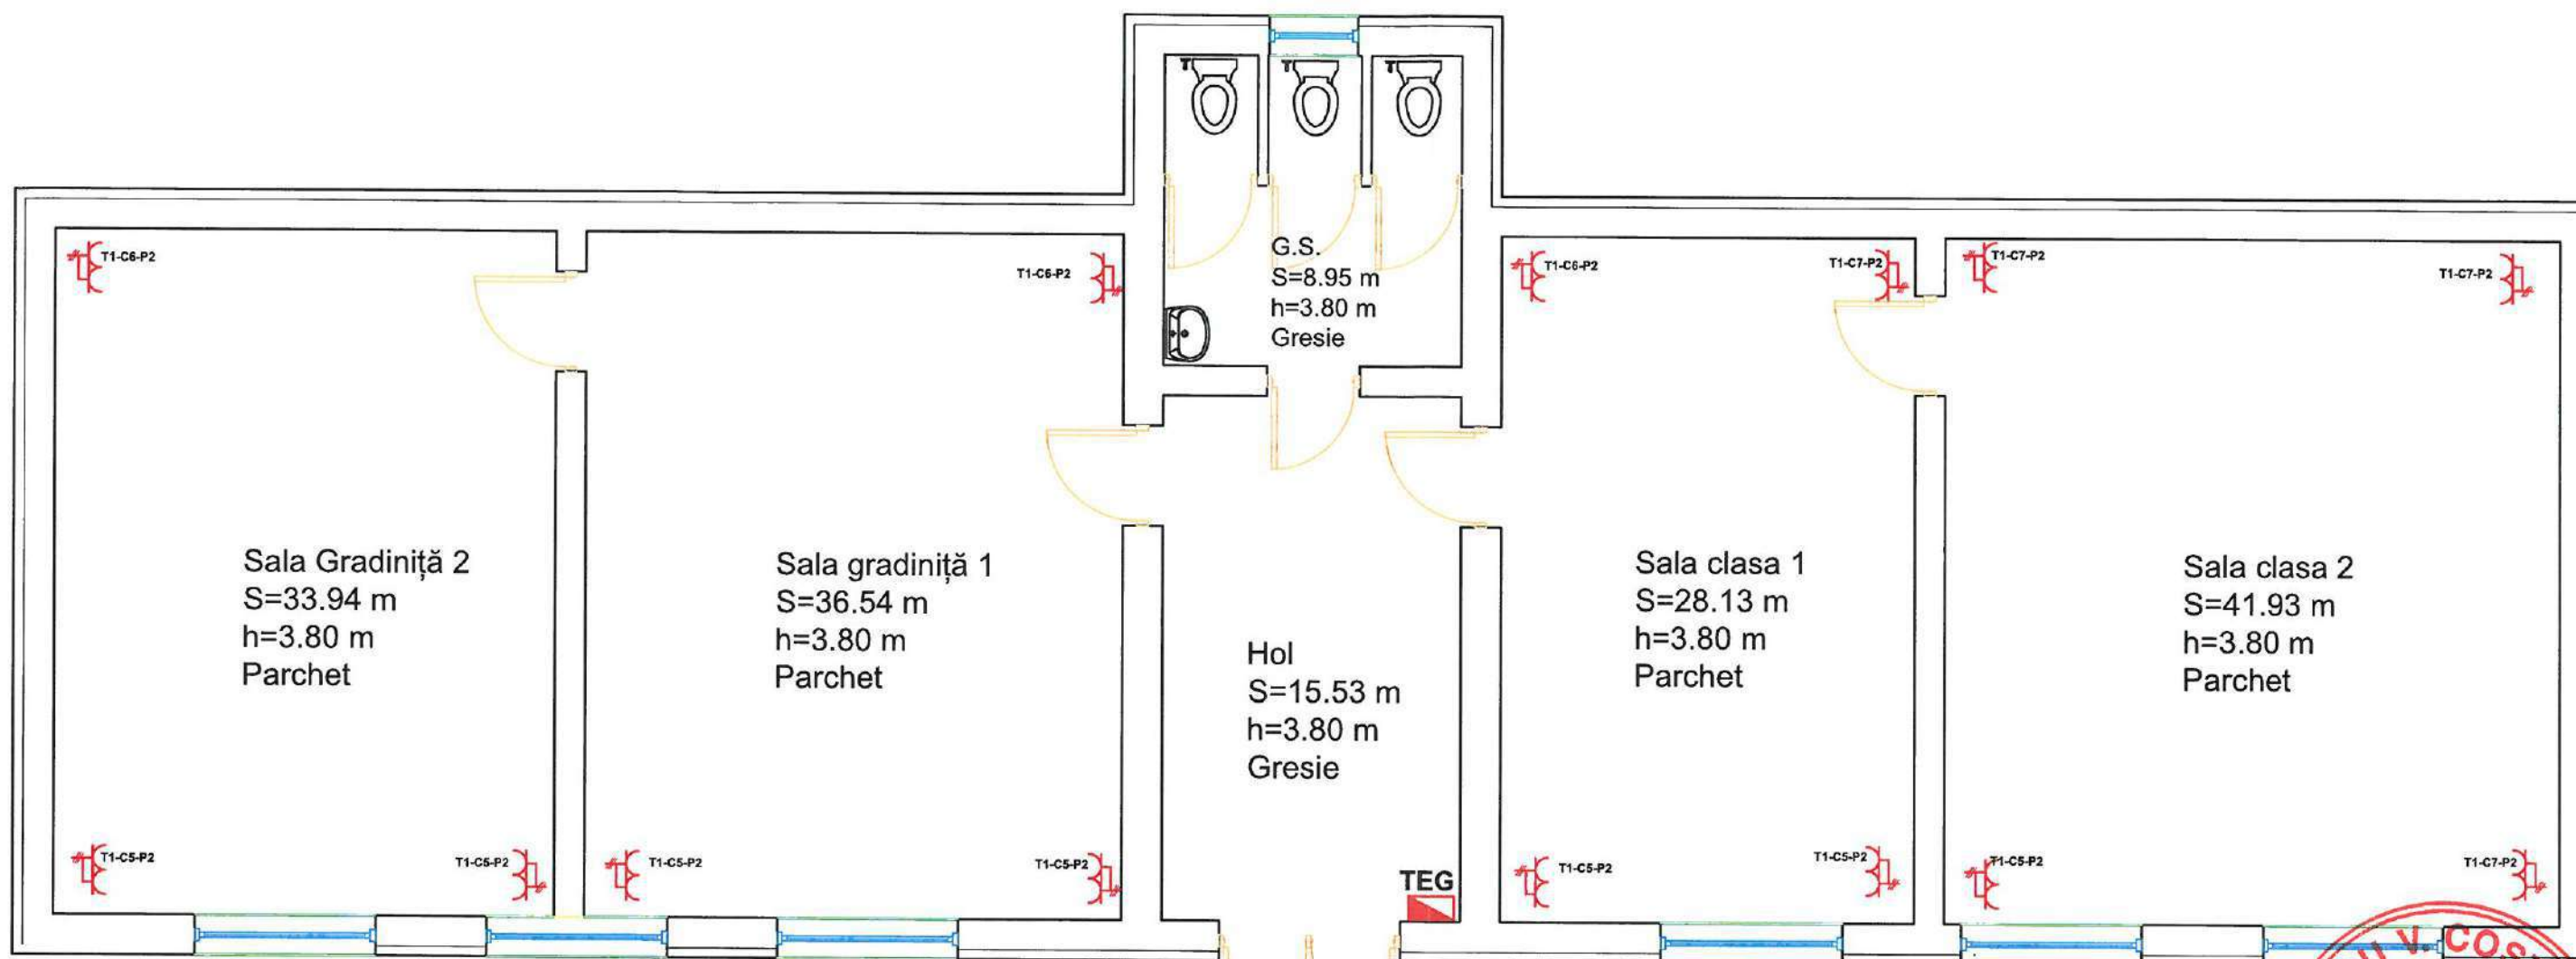 T
T
T
G.S.
S=8.95 m
h=3.80 m
Gresie
T1-C6-P2
T1-C6-P2
T1-C6-P2
T1-C7-P2
T1-C7-P2
T1-C7-P2
Sala Gradiniță 2
S=33.94 m
h=3.80 m
Parchet
Sala gradiniță 1
S=36.54 m
h=3.80 m
Parchet
Hol
S=15.53 m
h=3.80 m
Gresie
Sala clasa 1
S=28.13 m
h=3.80 m
Parchet
Sala clasa 2
S=41.93 m
h=3.80 m
Parchet
T1-C5-P2
T1-C5-P2
T1-C5-P2
T1-C5-P2
TEG
T1-C5-P2
T1-C5-P2
T1-C5-P2
T1-C7-P2
V. COS